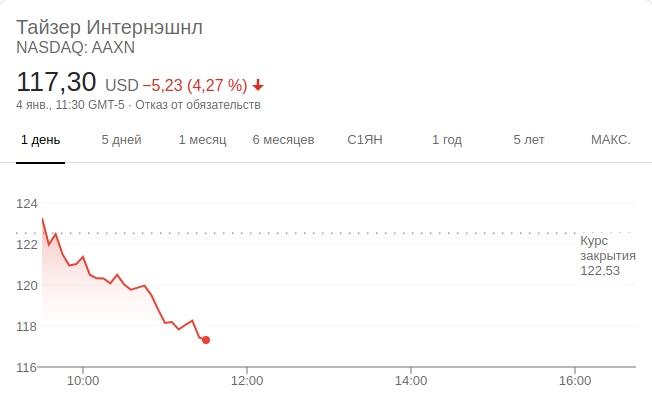 Тайзер Интернэшнл
NASDAQ: AAXN
117,30 USD −5,23 (4,27 %)
4 янв., 11:30 GMT-5 · Отказ от обязательств
1 день 5 дней 1 месяц 6 месяцев С1ЯН 1 год 5 лет МАКС.
124
122
120
118
116
Курс
закрытия
122,53
10:00 12:00 14:00 16:00